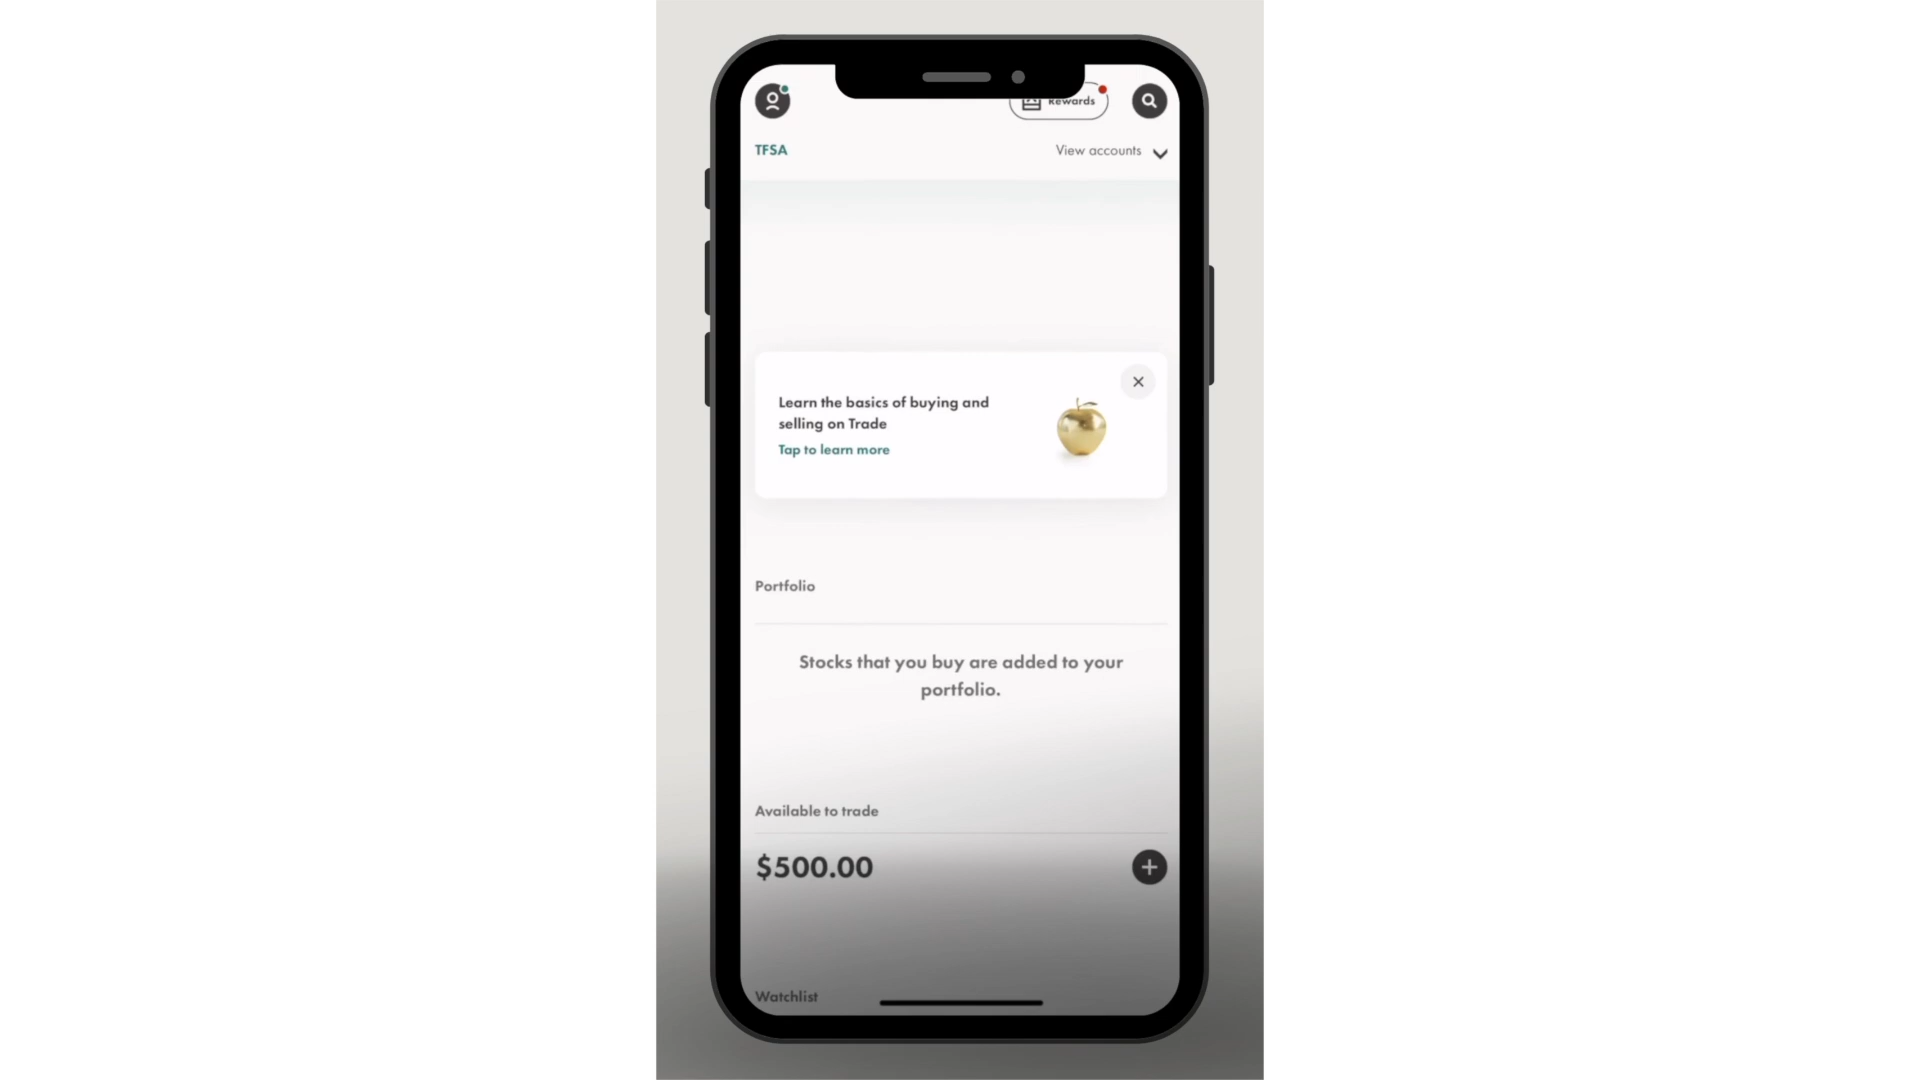 Rewards
TFSA
View accounts
Learn the basics of buying and
selling on Trade
Tap to learn more
Portfolio
Stocks that you buy are added to your
portfolio.
Available to trade
$500.00
Watchlist